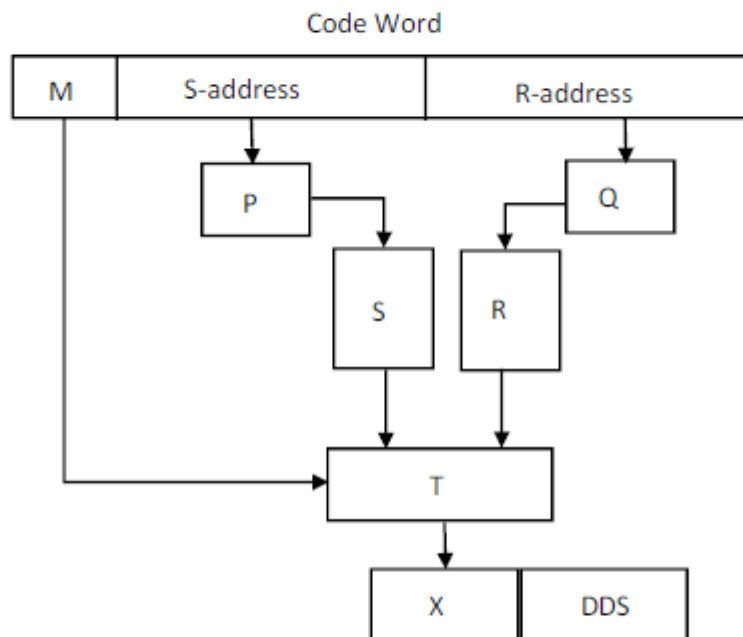 Code Word
M S-address R-address
P Q
S R
T
X DDS